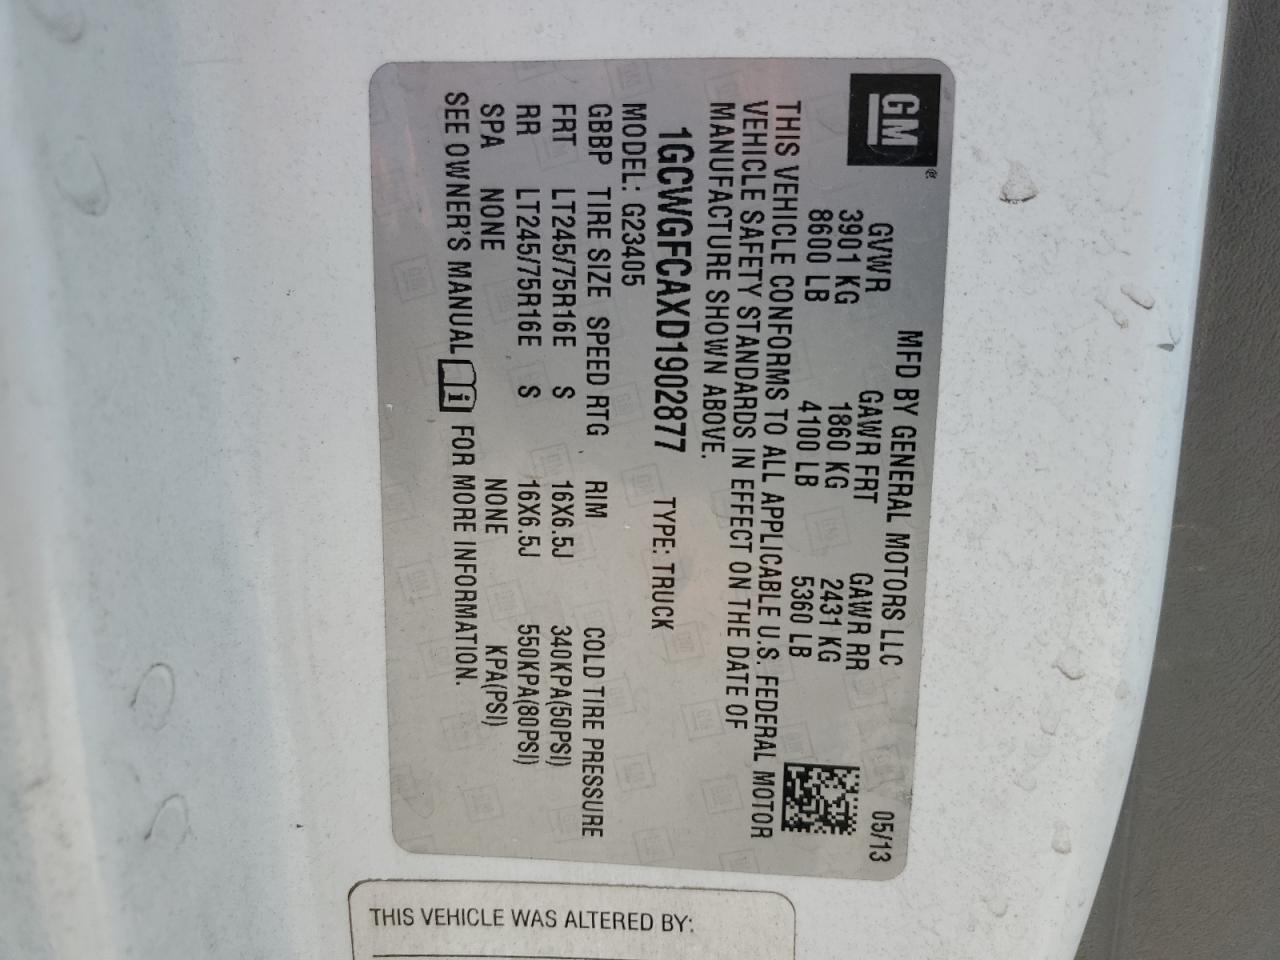 GM
®
MFD BY GENERAL MOTORS LLC 05/13
GVWR GAWR FRT GAWR RR
3901 KG 1860 KG 2431 KG
8600 LB 4100 LB 5360 LB
THIS VEHICLE CONFORMS TO ALL APPLICABLE U.S. FEDERAL MOTOR
VEHICLE SAFETY STANDARDS IN EFFECT ON THE DATE OF
MANUFACTURE SHOWN ABOVE.
1GCWGFCAXD1902877 TYPE: TRUCK
MODEL: G23405
GBBP TIRE SIZE SPEED RTG RIM COLD TIRE PRESSURE
FRT LT245/75R16E S 16X6.5J 340KPA(50PSI)
RR LT245/75R16E S 16X6.5J 550KPA(80PSI)
SPA NONE NONE KPA(PSI)
SEE OWNER'S MANUAL i FOR MORE INFORMATION.
THIS VEHICLE WAS ALTERED BY: